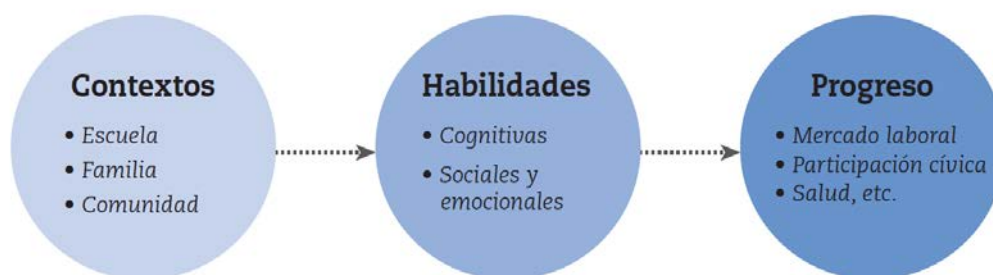 Contextos
• Escuela
• Familia
• Comunidad
Habilidades
• Cognitivas
• Sociales y
emocionales
Progreso
• Mercado laboral
• Participación cívica
• Salud, etc.